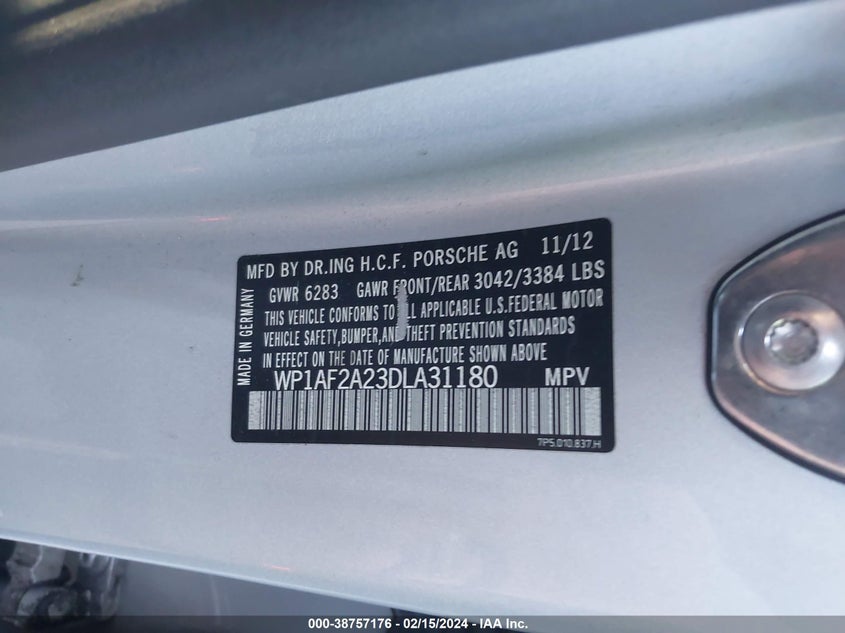 MFD BY DR.ING H.C.F. PORSCHE AG 11/12
GVWR 6283 GAWR FRONT/REAR 3042/3384 LBS
THIS VEHICLE CONFORMS TO ALL APPLICABLE U.S.FEDERAL MOTOR
VEHICLE SAFETY,BUMPER,AND THEFT PREVENTION STANDARDS
IN EFFECT ON THE DATE OF MANUFACTURE SHOWN ABOVE
WP1AF2A23DLA31180 MPV
7P5.010.837.H
MADE IN GERMANY
000-38757176 - 02/15/2024 - IAA Inc.